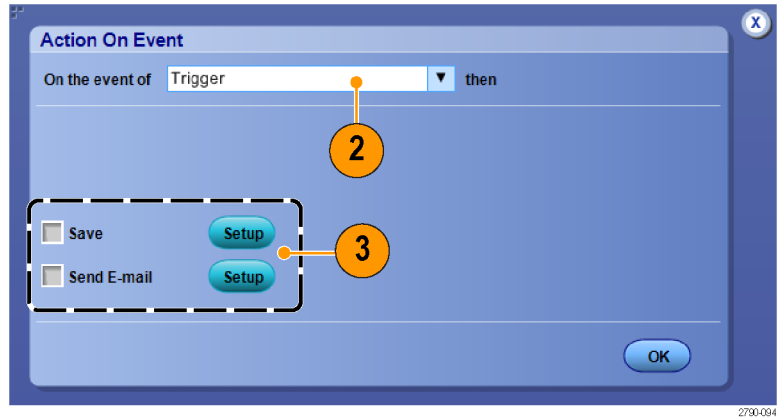 X
Action On Event
On the event of Trigger ▼ then
2
Save Setup
3
Send E-mail Setup
OK
2790-094